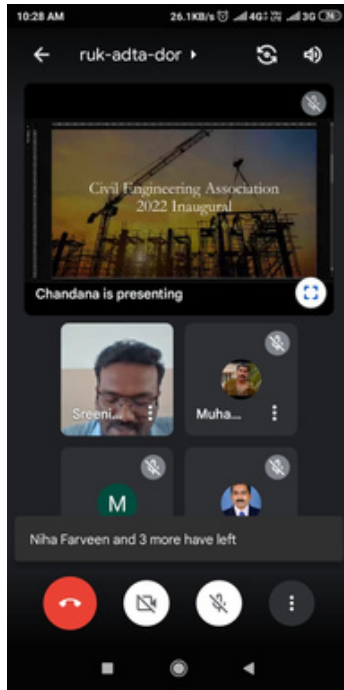 10:28 AM
26.1KB/s 4G 3G 76
ruk-adta-dor
Civil Engineering Association
2022 Inaugural
Chandana is presenting
Sreeni...
Muha...
M
Niha Farveen and 3 more have left